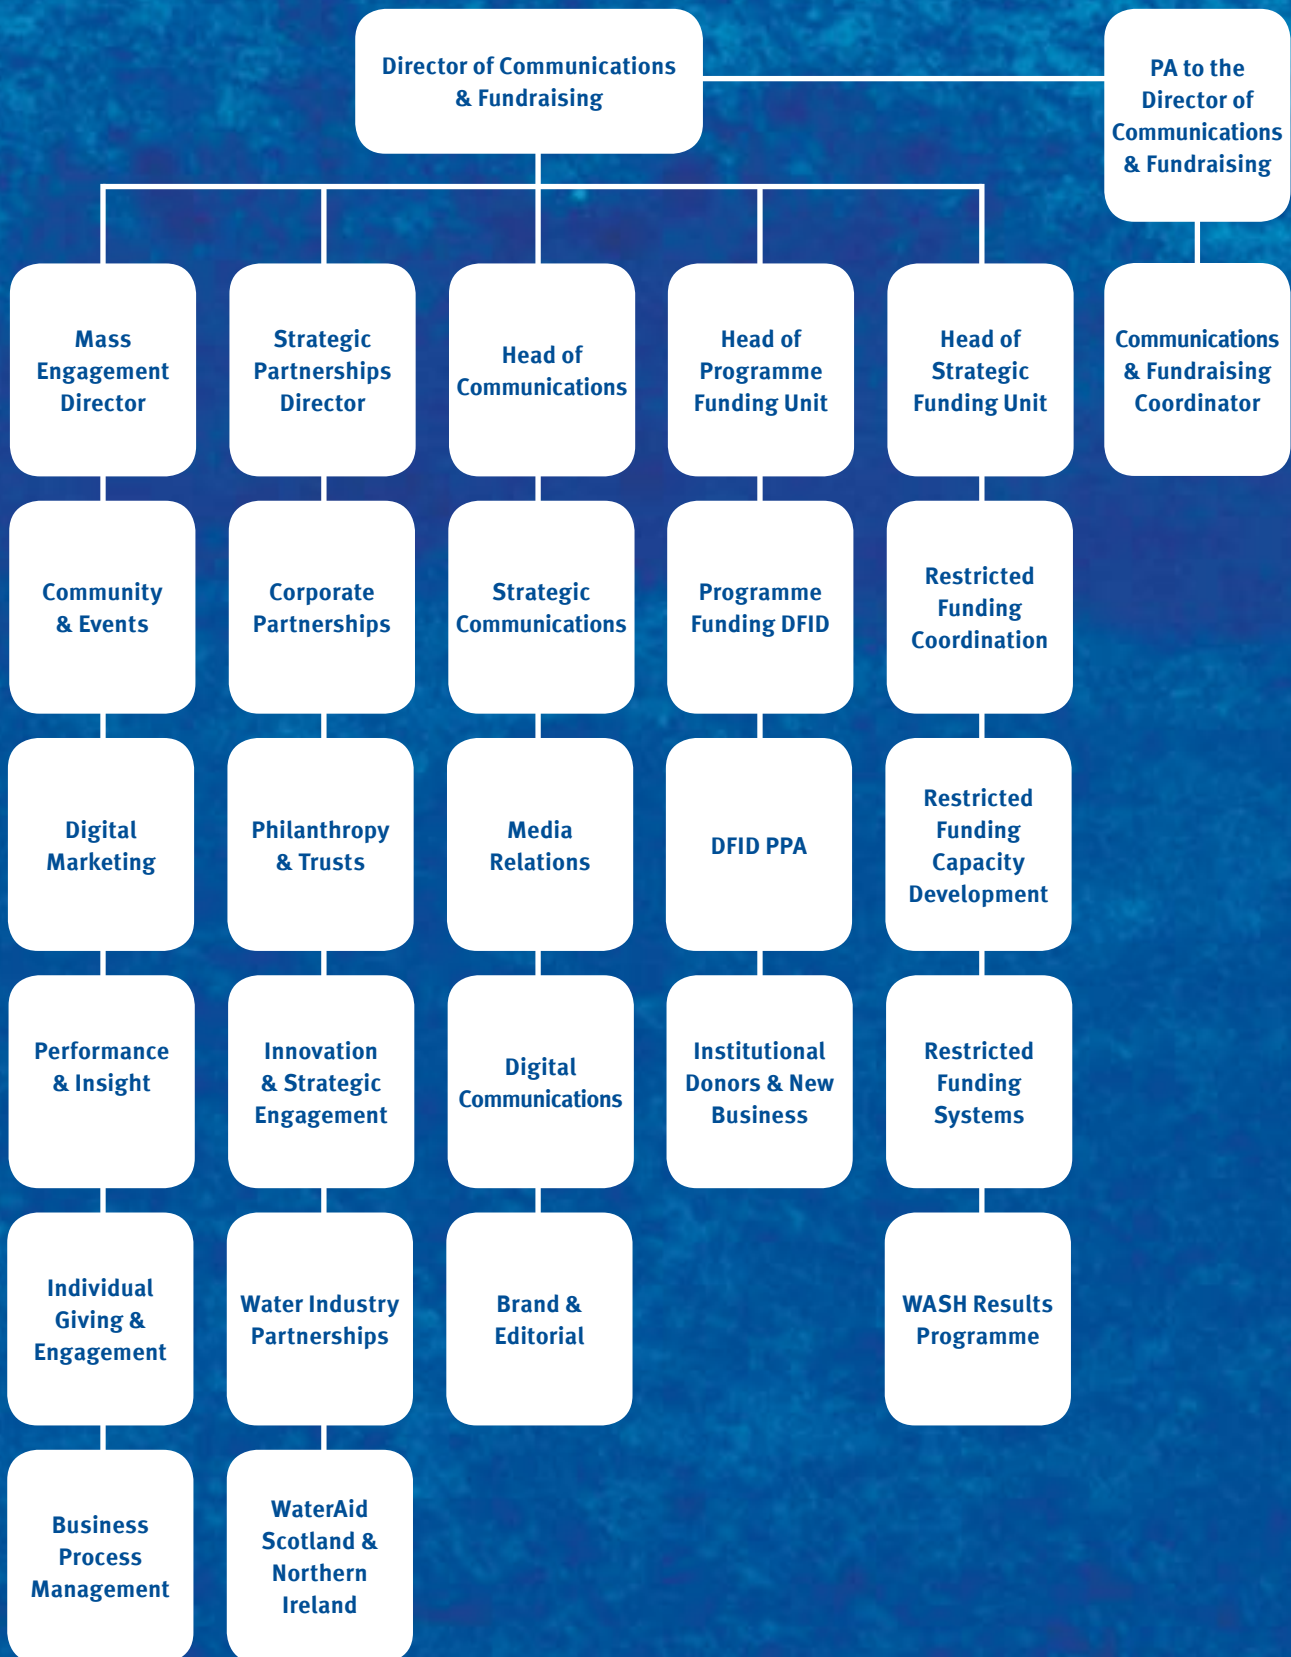 Director of Communications
& Fundraising
PA to the
Director of
Communications
& Fundraising
Mass
Engagement
Director
Strategic
Partnerships
Director
Head of
Communications
Head of
Programme
Funding Unit
Head of
Strategic
Funding Unit
Communications
& Fundraising
Coordinator
Community
& Events
Corporate
Partnerships
Strategic
Communications
Programme
Funding DFID
Restricted
Funding
Coordination
Digital
Marketing
Philanthropy
& Trusts
Media
Relations
DFID PPA
Restricted
Funding
Capacity
Development
Performance
& Insight
Innovation
& Strategic
Engagement
Digital
Communications
Institutional
Donors & New
Business
Restricted
Funding
Systems
Individual
Giving &
Engagement
Water Industry
Partnerships
Brand &
Editorial
WASH Results
Programme
Business
Process
Management
WaterAid
Scotland &
Northern
Ireland